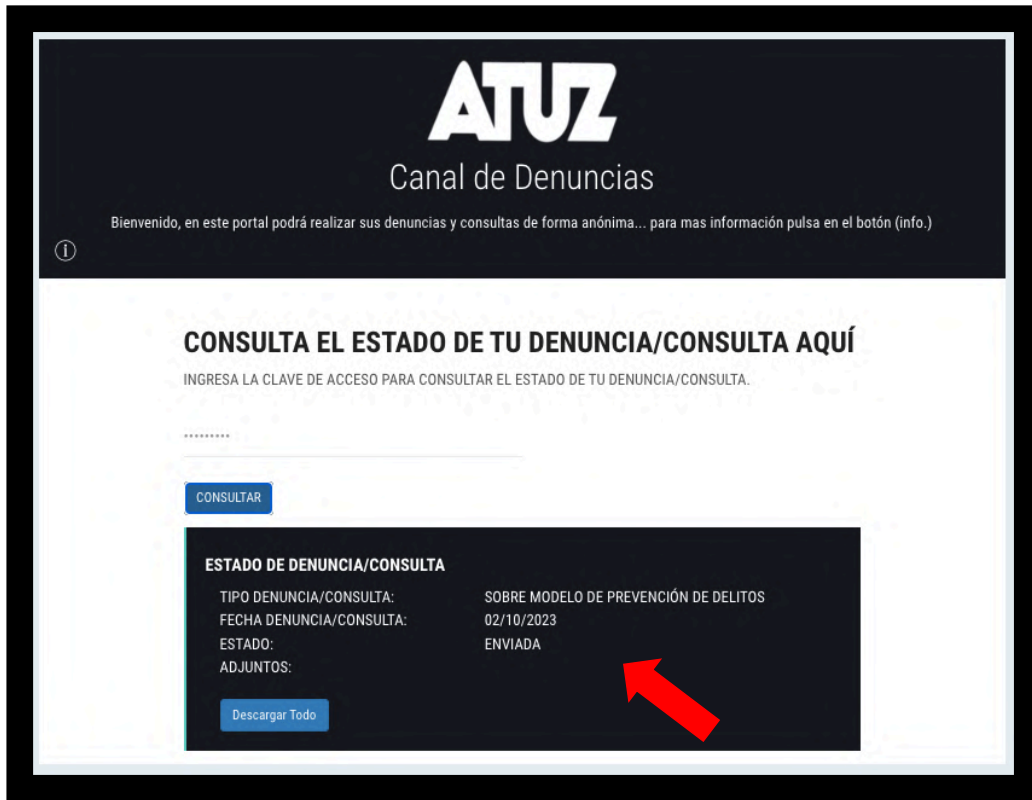 ATUZ
Canal de Denuncias
Bienvenido, en este portal podrá realizar sus denuncias y consultas de forma anónima... para mas información pulsa en el botón (info.)
i
CONSULTA EL ESTADO DE TU DENUNCIA/CONSULTA AQUÍ
INGRESA LA CLAVE DE ACCESO PARA CONSULTAR EL ESTADO DE TU DENUNCIA/CONSULTA.
•••••••••
CONSULTAR
ESTADO DE DENUNCIA/CONSULTA
TIPO DENUNCIA/CONSULTA: SOBRE MODELO DE PREVENCIÓN DE DELITOS
FECHA DENUNCIA/CONSULTA: 02/10/2023
ESTADO: ENVIADA
ADJUNTOS:
Descargar Todo